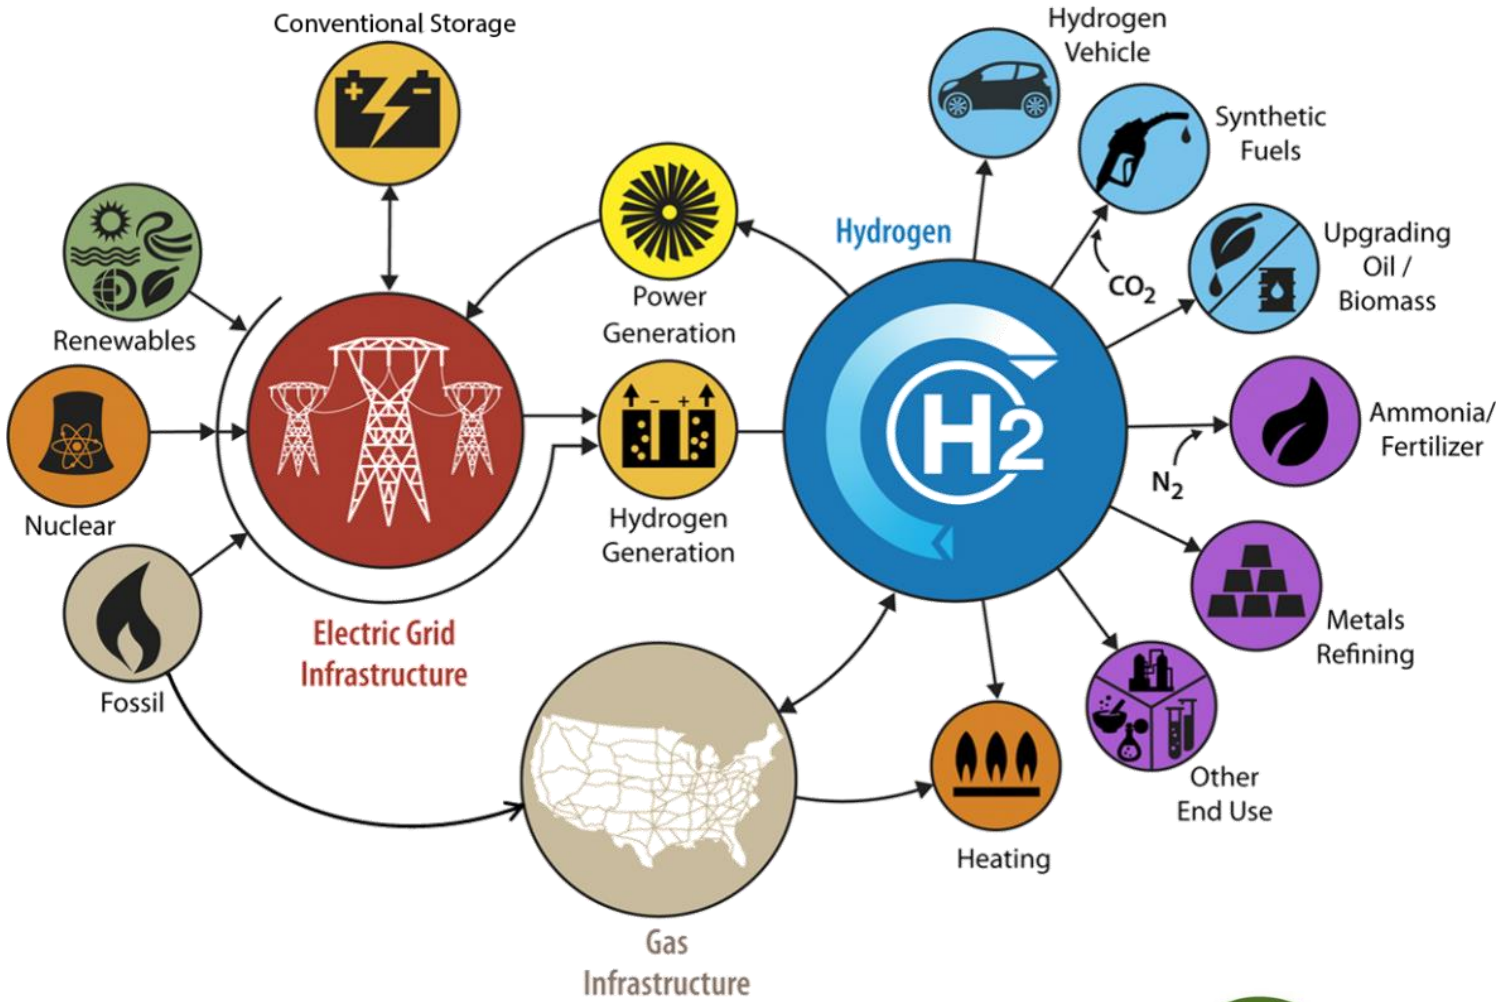 Conventional Storage
Hydrogen
Vehicle
Synthetic
Fuels
CO2
Upgrading
Oil /
Biomass
Renewables
Power
Generation
Hydrogen
H2
Nuclear
Hydrogen
Generation
Ammonia/
Fertilizer
N2
Electric Grid
Infrastructure
Metals
Refining
Fossil
Other
End Use
Heating
Gas
Infrastructure